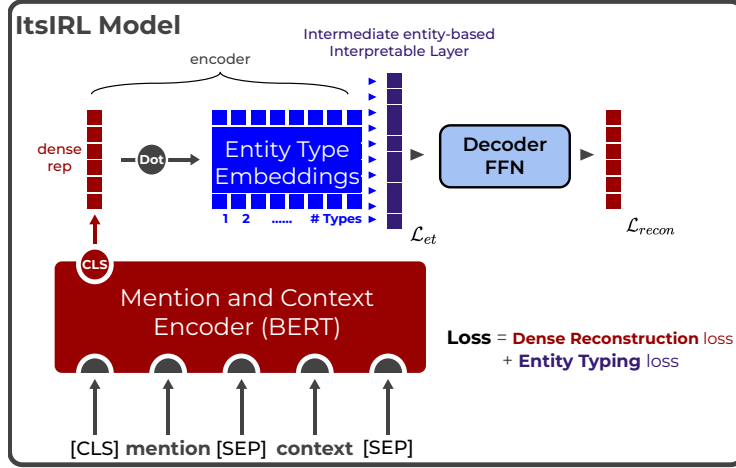 ItsIRL Model
Intermediate entity-based
Interpretable Layer
encoder
dense
rep
Dot
Entity Type
Embeddings
1 2 ...... # Types
Decoder
FFN
ℒet
ℒrecon
CLS
Mention and Context
Encoder (BERT)
Loss = Dense Reconstruction loss
+ Entity Typing loss
[CLS] mention [SEP] context [SEP]